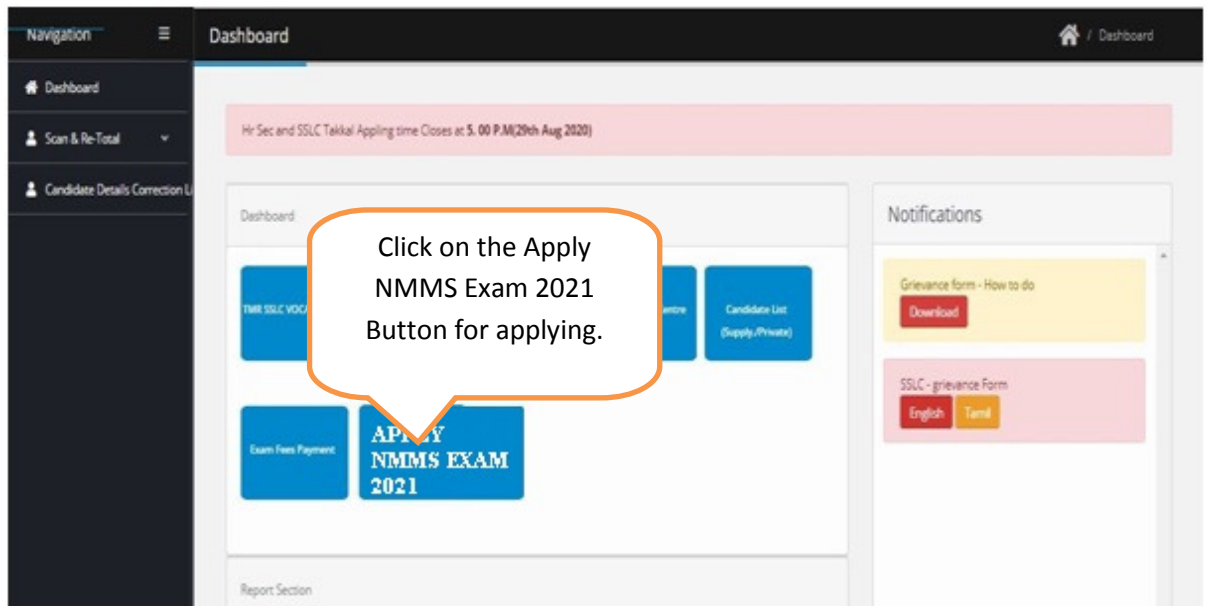 Navigation
Dashboard
/ Dashboard
Dashboard
Scan & Re-Total
Candidate Details Correction
Hr Sec and SSLC Takkal Appling time Closes at 5. 00 P.M(29th Aug 2020)
Dashboard
Click on the Apply
NMMS Exam 2021
Button for applying.
TMR SSLC
Candidate List
(Supply./Private)
Exam Fees Payment
APPLY
NMMS EXAM
2021
Report Section
Notifications
Grievance form - How to do
Download
SSLC - grievance Form
English
Tamil